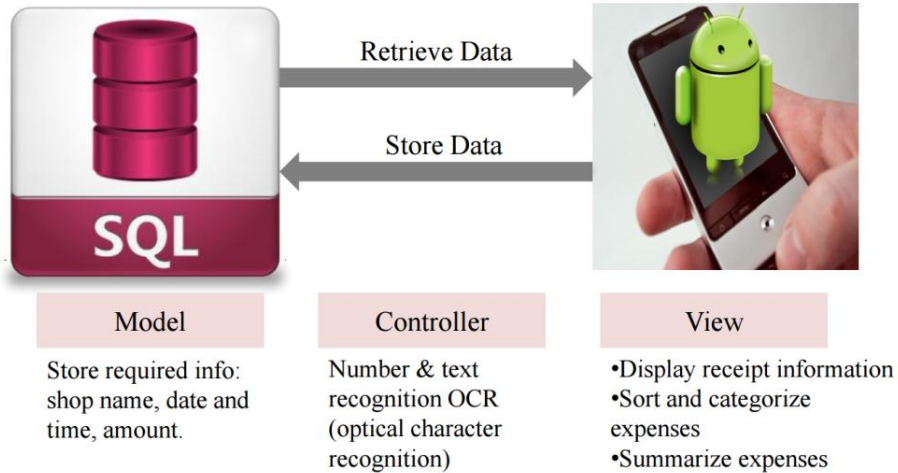 Retrieve Data
Store Data
SQL
Model
Controller
View
Store required info:
shop name, date and
time, amount.
Number & text
recognition OCR
(optical character
recognition)
•Display receipt information
•Sort and categorize
expenses
•Summarize expenses